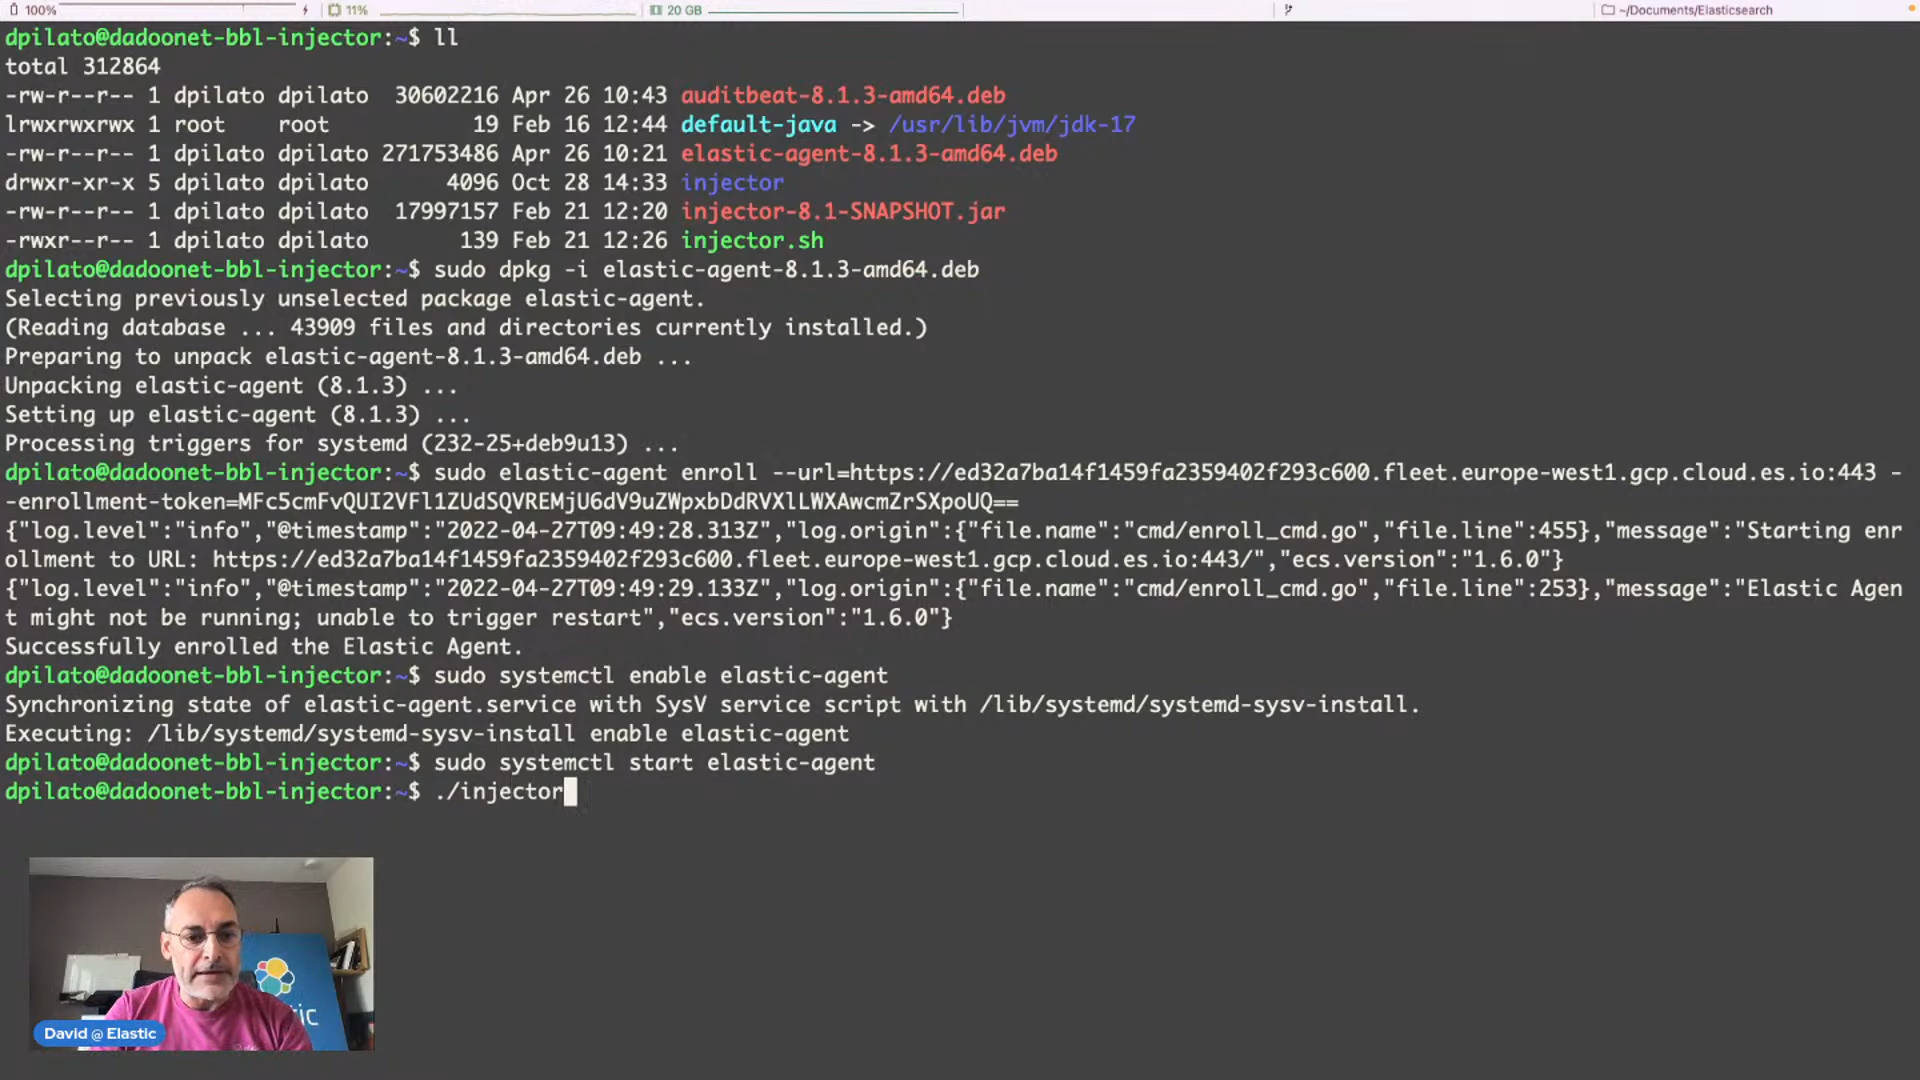 100%
11%
20 GB
~/Documents/Elasticsearch
dpilato@dadoonet-bbl-injector:~$ ll
total 312864
-rw-r--r-- 1 dpilato dpilato  30602216 Apr 26 10:43 auditbeat-8.1.3-amd64.deb
lrwxrwxrwx 1 root    root           19 Feb 16 12:44 default-java -> /usr/lib/jvm/jdk-17
-rw-r--r-- 1 dpilato dpilato 271753486 Apr 26 10:21 elastic-agent-8.1.3-amd64.deb
drwxr-xr-x 5 dpilato dpilato      4096 Oct 28 14:33 injector
-rw-r--r-- 1 dpilato dpilato  17997157 Feb 21 12:20 injector-8.1-SNAPSHOT.jar
-rwxr--r-- 1 dpilato dpilato       139 Feb 21 12:26 injector.sh
dpilato@dadoonet-bbl-injector:~$ sudo dpkg -i elastic-agent-8.1.3-amd64.deb
Selecting previously unselected package elastic-agent.
(Reading database ... 43909 files and directories currently installed.)
Preparing to unpack elastic-agent-8.1.3-amd64.deb ...
Unpacking elastic-agent (8.1.3) ...
Setting up elastic-agent (8.1.3) ...
Processing triggers for systemd (232-25+deb9u13) ...
dpilato@dadoonet-bbl-injector:~$ sudo elastic-agent enroll --url=https://ed32a7ba14f1459fa2359402f293c600.fleet.europe-west1.gcp.cloud.es.io:443 -
-enrollment-token=MFc5cmFvQUI2VFl1ZUdSQVREMjU6dV9uZWpxbDdRVXlLWXAwcmZrSXpoUQ==
{"log.level":"info","@timestamp":"2022-04-27T09:49:28.313Z","log.origin":{"file.name":"cmd/enroll_cmd.go","file.line":455},"message":"Starting enr
ollment to URL: https://ed32a7ba14f1459fa2359402f293c600.fleet.europe-west1.gcp.cloud.es.io:443/","ecs.version":"1.6.0"}
{"log.level":"info","@timestamp":"2022-04-27T09:49:29.133Z","log.origin":{"file.name":"cmd/enroll_cmd.go","file.line":253},"message":"Elastic Agen
t might not be running; unable to trigger restart","ecs.version":"1.6.0"}
Successfully enrolled the Elastic Agent.
dpilato@dadoonet-bbl-injector:~$ sudo systemctl enable elastic-agent
Synchronizing state of elastic-agent.service with SysV service script with /lib/systemd/systemd-sysv-install.
Executing: /lib/systemd/systemd-sysv-install enable elastic-agent
dpilato@dadoonet-bbl-injector:~$ sudo systemctl start elastic-agent
dpilato@dadoonet-bbl-injector:~$ ./injector
tic
David @ Elastic